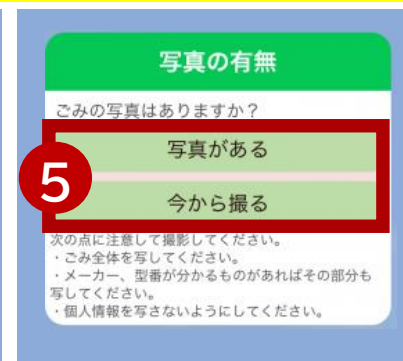 写真の有無
ごみの写真はありますか？
写真がある
5
今から撮る
次の点に注意して撮影してください。
・ごみ全体を写してください。
・メーカー、型番が分かるものがあればその部分も
写してください。
・個人情報を写さないようにしてください。